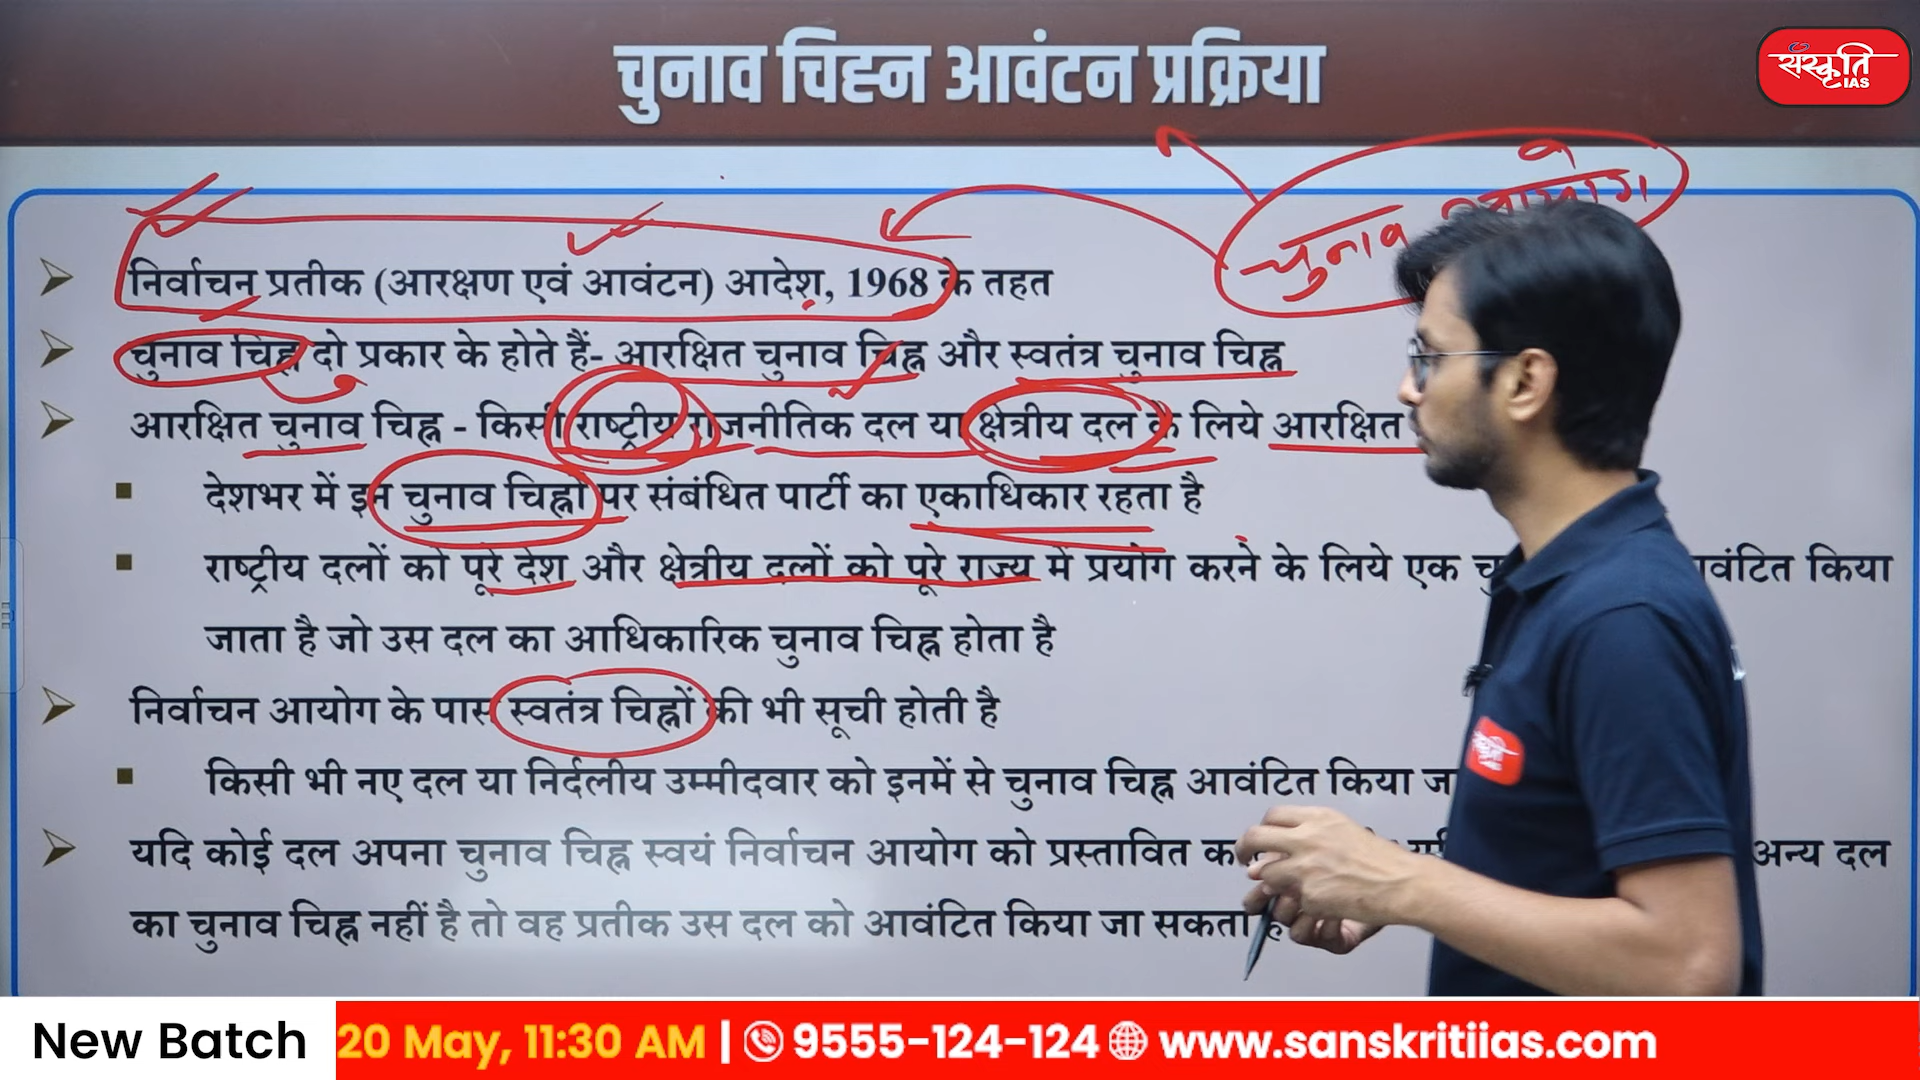 चुनाव चिह्न आवंटन प्रक्रिया
संस्कृति
IAS
चुनाव आयोग
निर्वाचन प्रतीक (आरक्षण एवं आवंटन) आदेश, 1968 के तहत
चुनाव चिह्न दो प्रकार के होते हैं- आरक्षित चुनाव चिह्न और स्वतंत्र चुनाव चिह्न
आरक्षित चुनाव चिह्न - किसी राष्ट्रीय राजनीतिक दल या क्षेत्रीय दल के लिये आरक्षित
देशभर में इन चुनाव चिह्नों पर संबंधित पार्टी का एकाधिकार रहता है
राष्ट्रीय दलों को पूरे देश और क्षेत्रीय दलों को पूरे राज्य में प्रयोग करने के लिये एक किया
जाता है जो उस दल का आधिकारिक चुनाव चिह्न होता है
निर्वाचन आयोग के पास स्वतंत्र चिह्नों की भी सूची होती है
किसी भी नए दल या निर्दलीय उम्मीदवार को इनमें से चुनाव चिह्न आवंटित किया
यदि कोई दल अपना चुनाव चिह्न स्वयं निर्वाचन आयोग को प्रस्तावित अन्य दल
का चुनाव चिह्न नहीं है तो वह प्रतीक उस दल को आवंटित किया जा सकता है
New Batch 20 May, 11:30 AM | 9555-124-124 www.sanskritiias.com